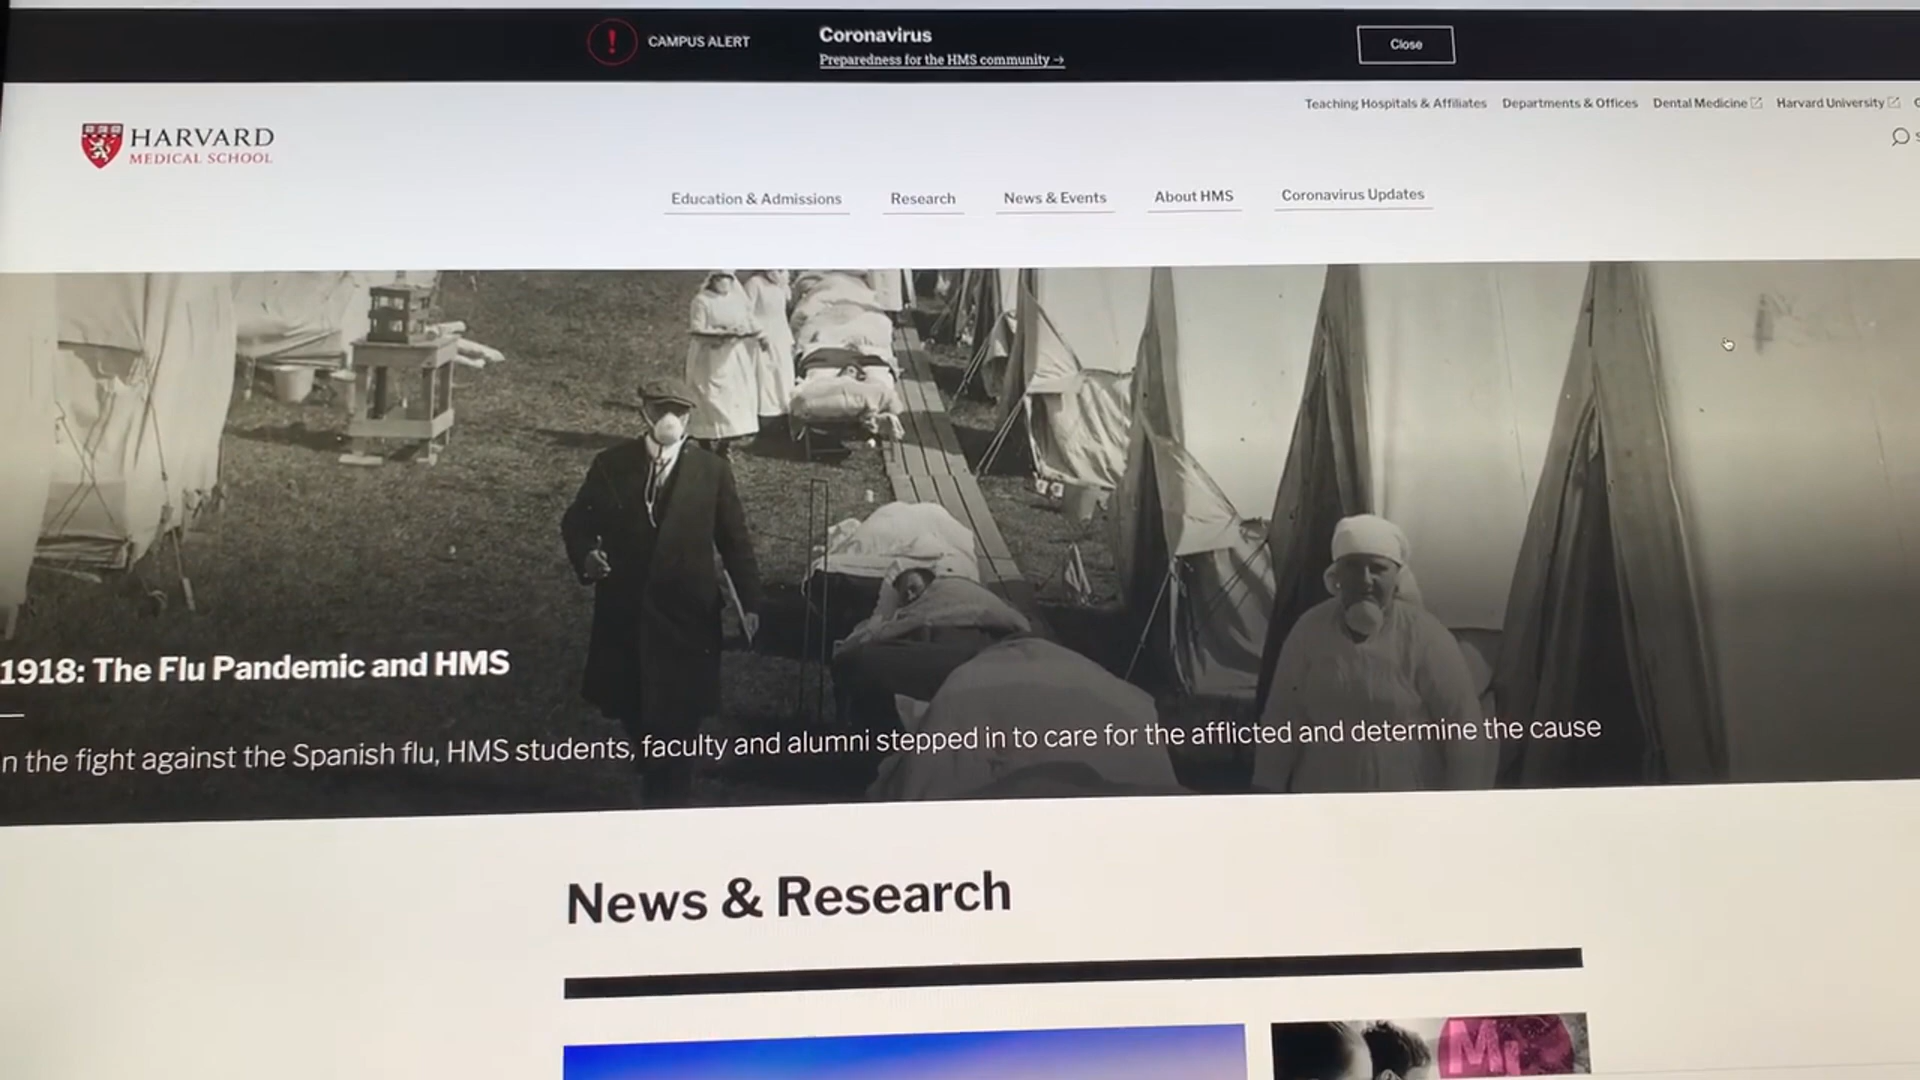 CAMPUS ALERT
Coronavirus
Preparedness for the HMS community →
Close
Teaching Hospitals & Affiliates Departments & Offices Dental Medicine Harvard University
HARVARD
MEDICAL SCHOOL
Education & Admissions Research News & Events About HMS Coronavirus Updates
1918: The Flu Pandemic and HMS
n the fight against the Spanish flu, HMS students, faculty and alumni stepped in to care for the afflicted and determine the cause
News & Research